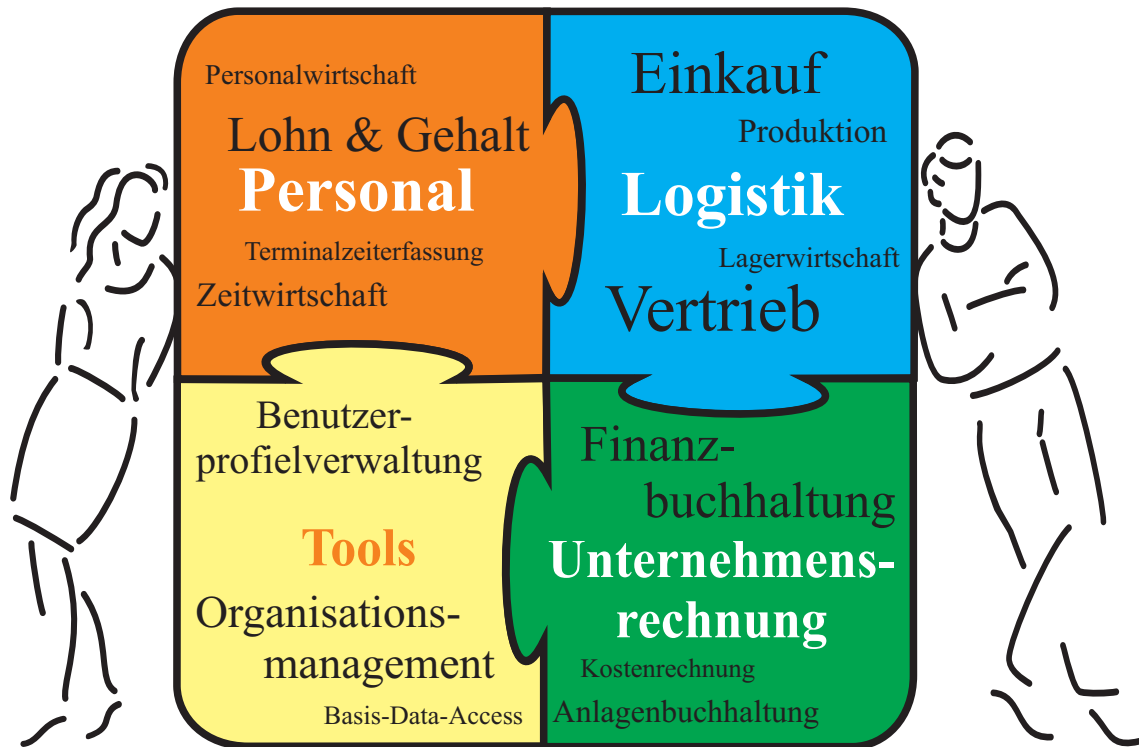 Personalwirtschaft
Lohn & Gehalt
Personal
Terminalzeiterfassung
Zeitwirtschaft
Einkauf
Produktion
Logistik
Lagerwirtschaft
Vertrieb
Benutzer-
profielverwaltung
Tools
Organisations-
management
Basis-Data-Access
Finanz-
buchhaltung
Unternehmens-
rechnung
Kostenrechnung
Anlagenbuchhaltung